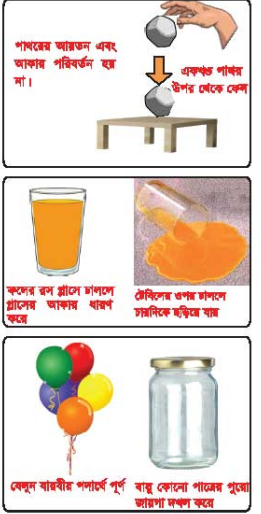 পাথরের আয়তন এবং
আকার পরিবর্তন হয়
না।
একখণ্ড পাথর
উপর থেকে ফেল
ফলের রস গ্লাসে ঢাললে
গ্লাসের আকার ধারণ
করে
টেবিলের ওপর ঢাললে
চারদিকে ছড়িয়ে যায়
বেলুন বায়বীয় পদার্থে পূর্ণ
বায়ু কোনো পাত্রের পুরো
জায়গা দখল করে